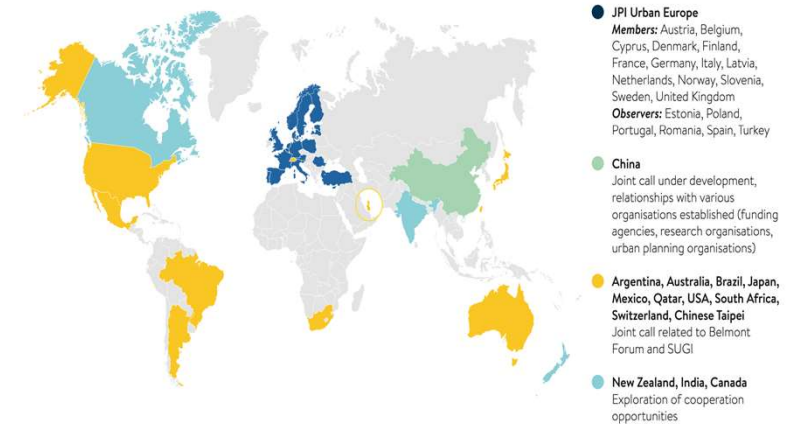 JPI Urban Europe
Members: Austria, Belgium,
Cyprus, Denmark, Finland,
France, Germany, Italy, Latvia,
Netherlands, Norway, Slovenia,
Sweden, United Kingdom
Observers: Estonia, Poland,
Portugal, Romania, Spain, Turkey
China
Joint call under development,
relationships with various
organisations established (funding
agencies, research organisations,
urban planning organisations)
Argentina, Australia, Brazil, Japan,
Mexico, Qatar, USA, South Africa,
Switzerland, Chinese Taipei
Joint call related to Belmont
Forum and SUGI
New Zealand, India, Canada
Exploration of cooperation
opportunities